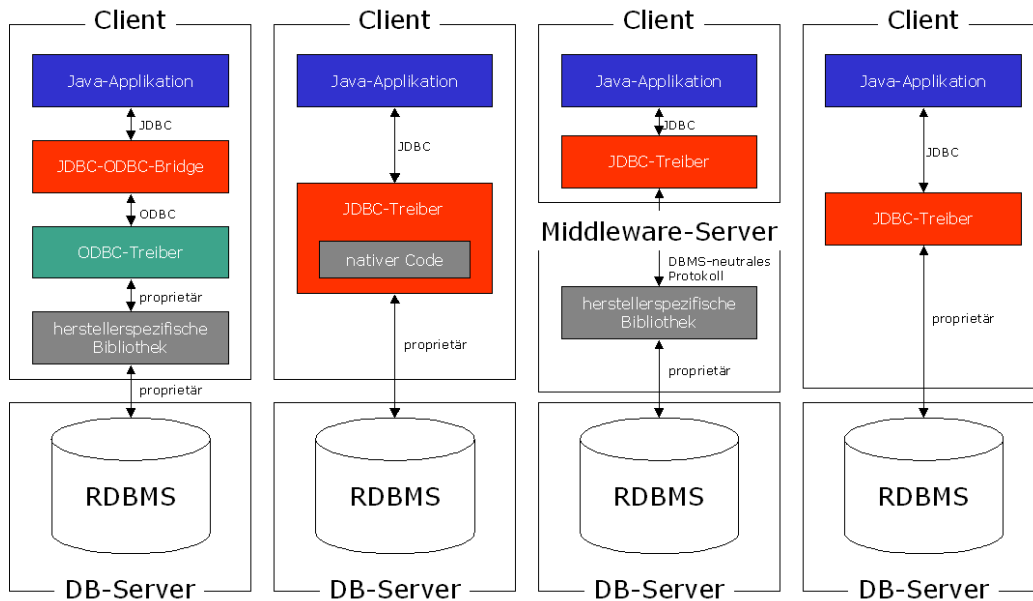 Client
Java-Applikation
JDBC
JDBC-ODBC-Bridge
ODBC
ODBC-Treiber
proprietär
herstellerspezifische
Bibliothek
proprietär
RDBMS
DB-Server
Client
Java-Applikation
JDBC
JDBC-Treiber
nativer Code
proprietär
RDBMS
DB-Server
Client
Java-Applikation
JDBC
JDBC-Treiber
Middleware-Server
DBMS-neutrales
Protokoll
herstellerspezifische
Bibliothek
proprietär
RDBMS
DB-Server
Client
Java-Applikation
JDBC
JDBC-Treiber
proprietär
RDBMS
DB-Server